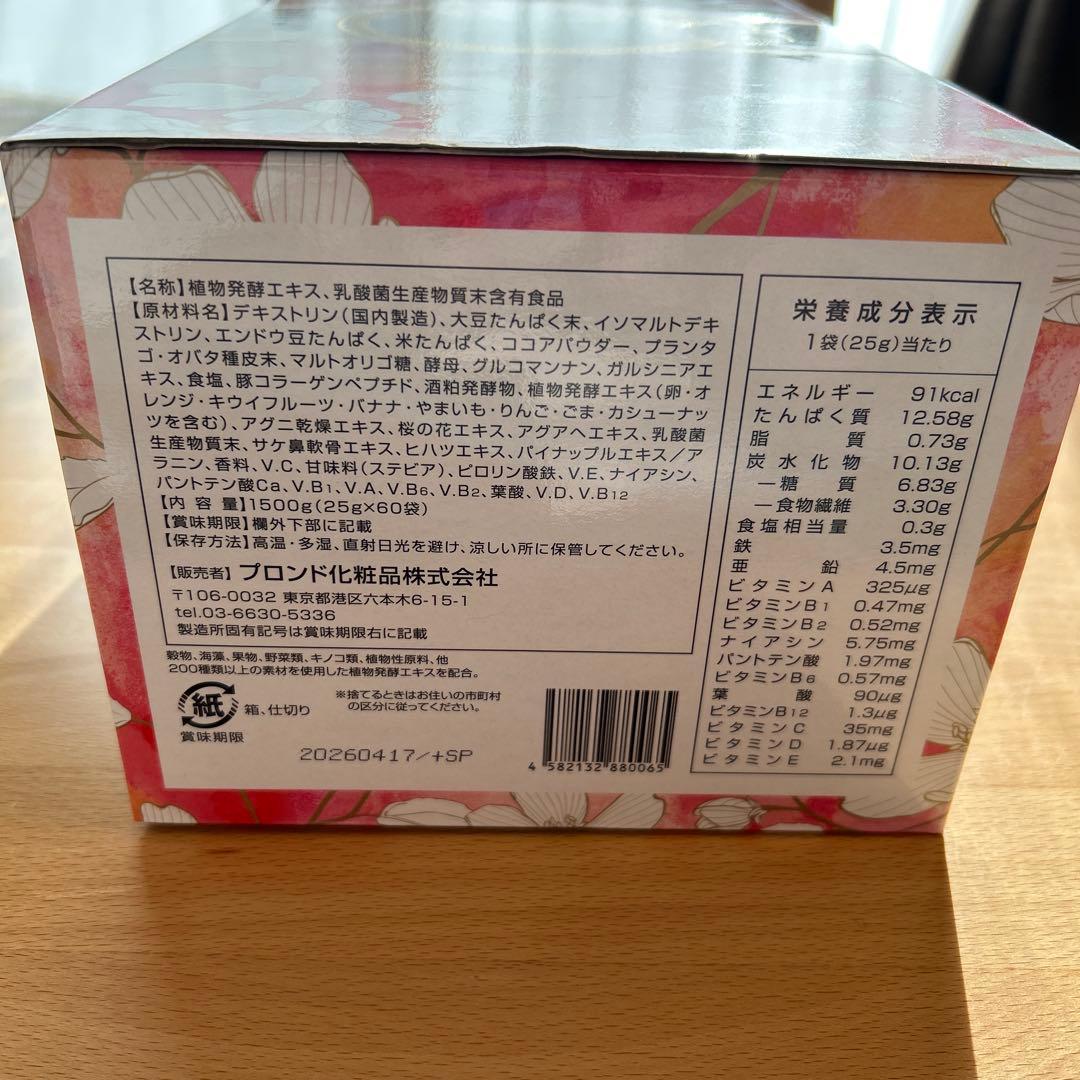 【名称】植物発酵エキス、乳酸菌生産物質末含有食品
【原材料名】デキストリン(国内製造)、大豆たんぱく末、イソマルトデキ
ストリン、エンドウ豆たんぱく、米たんぱく、ココアパウダー、プランタ
ゴ・オバタ種皮末、マルトオリゴ糖、酵母、グルコマンナン、ガルシニアエ
キス、食塩、豚コラーゲンペプチド、酒粕発酵物、植物発酵エキス(卵・オ
レンジ・キウイフルーツ・バナナ・やまいも・りんご・ごま・カシューナッ
ツを含む)、アグニ乾燥エキス、桜の花エキス、アグアヘエキス、乳酸菌
生産物質末、サケ鼻軟骨エキス、ヒハツエキス、パイナップルエキス/ア
ラニン、香料、V.C、甘味料(ステビア)、ピロリン酸鉄、V.E、ナイアシン、
パントテン酸Ca、V.B1、V.A、V.B6、V.B2、葉酸、V.D、V.B12
【内容量】1500g(25g×60袋)
【賞味期限】欄外下部に記載
【保存方法】高温・多湿、直射日光を避け、涼しい所に保管してください。
【販売者】プロンド化粧品株式会社
〒106-0032 東京都港区六本木6-15-1
tel.03-6630-5336
製造所固有記号は賞味期限右に記載
穀物、海藻、果物、野菜類、キノコ類、植物性原料、他
200種類以上の素材を使用した植物発酵エキスを配合。
紙
箱、仕切り
※捨てるときはお住いの市町村
の区分に従ってください。
賞味期限
20260417/+SP
4 582132 880065
栄養成分表示
1袋(25g)当たり
エネルギー 91kcal
たんぱく質 12.58g
脂質 0.73g
炭水化物 10.13g
―糖質 6.83g
―食物繊維 3.30g
食塩相当量 0.3g
鉄 3.5mg
亜鉛 4.5mg
ビタミンA 325μg
ビタミンB1 0.47mg
ビタミンB2 0.52mg
ナイアシン 5.75mg
パントテン酸 1.97mg
ビタミンB6 0.57mg
葉酸 90μg
ビタミンB12 1.3μg
ビタミンC 35mg
ビタミンD 1.87μg
ビタミンE 2.1mg